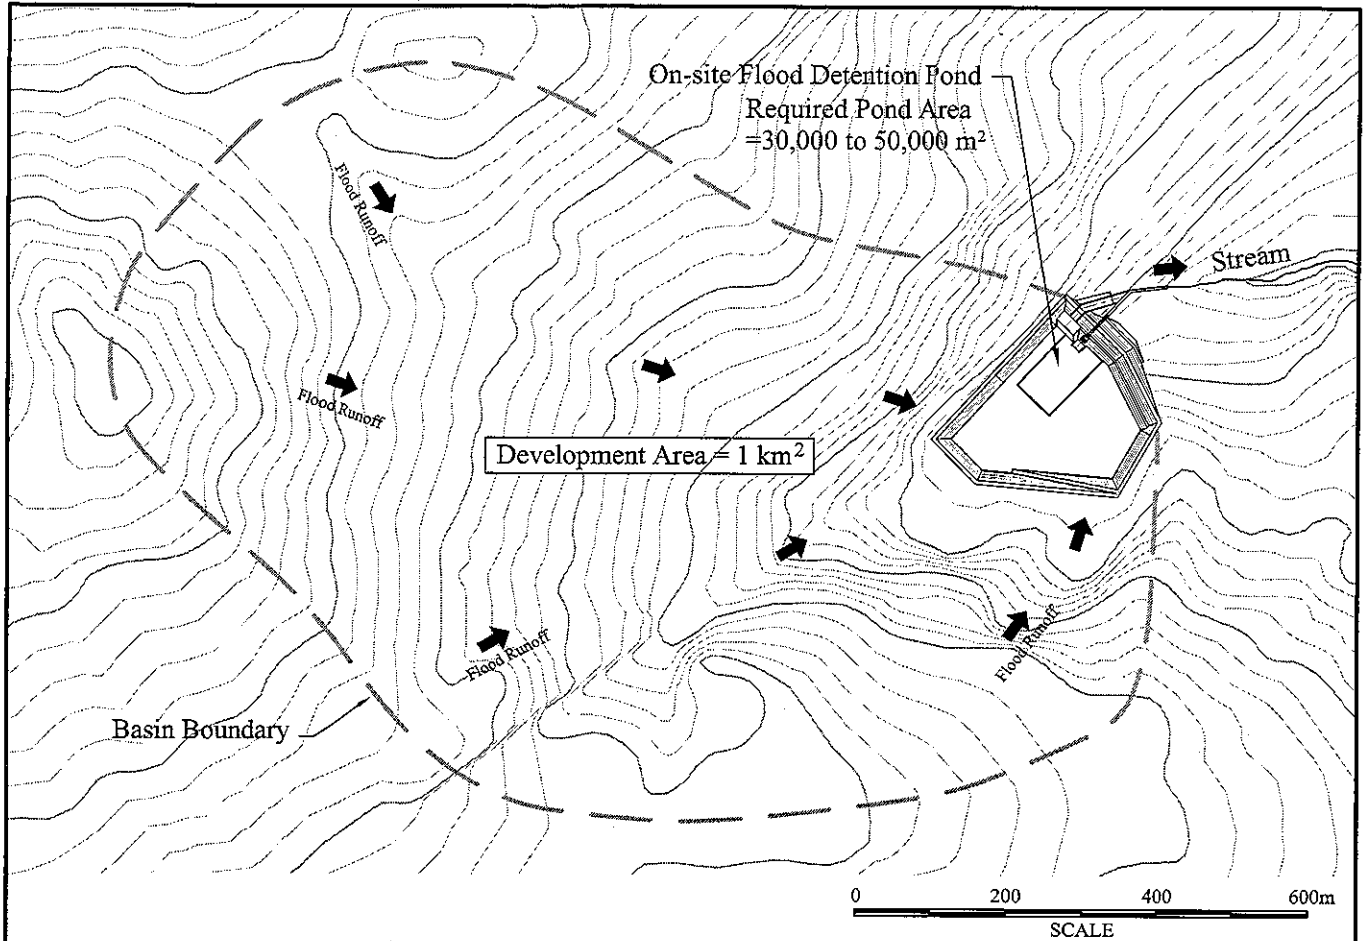 On-site Flood Detention Pond
Required Pond Area
=30,000 to 50,000 m²
Stream
Flood Runoff
Flood Runoff
Development Area = 1 km²
Flood Runoff
Flood Runoff
Basin Boundary
0 200 400 600m
SCALE